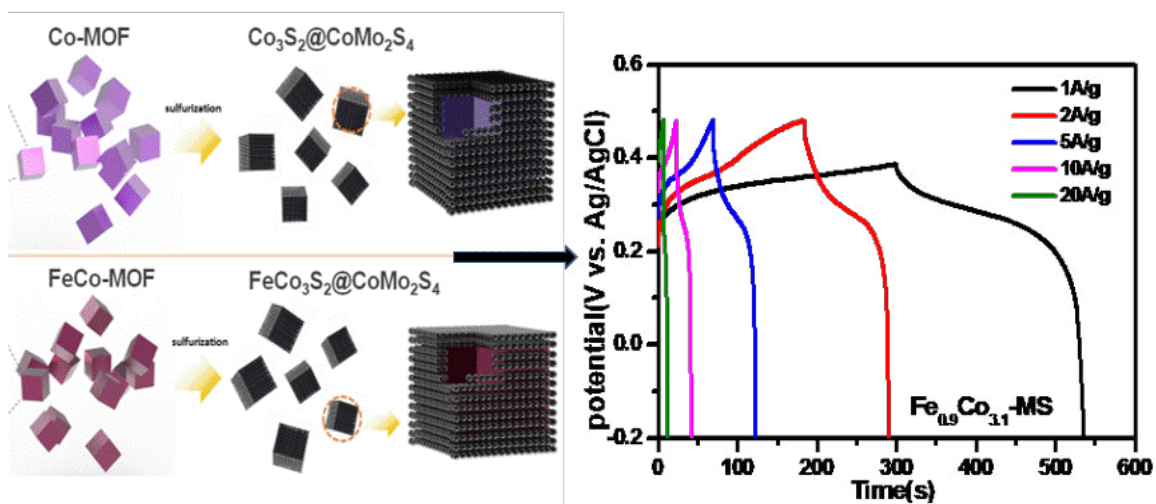 Co-MOF
Co₃S₂@CoMo₂S₄
sulfurization
FeCo-MOF
FeCo₃S₂@CoMo₂S₄
sulfurization
0.6
0.4
0.2
0.0
-0.2
potential(V vs. Ag/AgCl)
1A/g
2A/g
5A/g
10A/g
20A/g
Fe₀.₉Co₃.₁-MS
0 100 200 300 400 500 600
Time(s)